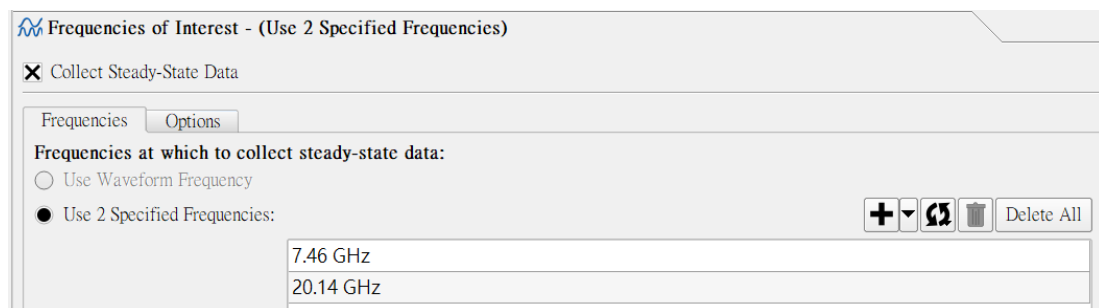 Frequencies of Interest - (Use 2 Specified Frequencies)
Collect Steady-State Data
Frequencies Options
Frequencies at which to collect steady-state data:
Use Waveform Frequency
Use 2 Specified Frequencies: Delete All
7.46 GHz
20.14 GHz